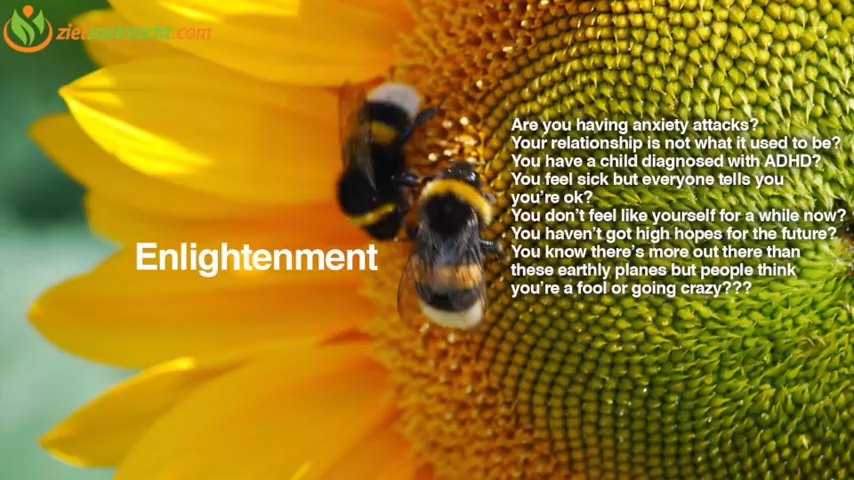 zielzoektocht.com
Enlightenment
Are you having anxiety attacks?
Your relationship is not what it used to be?
You have a child diagnosed with ADHD?
You feel sick but everyone tells you
you're ok?
You don't feel like yourself for a while now?
You haven't got high hopes for the future?
You know there's more out there than
these earthly planes but people think
you're a fool or going crazy???